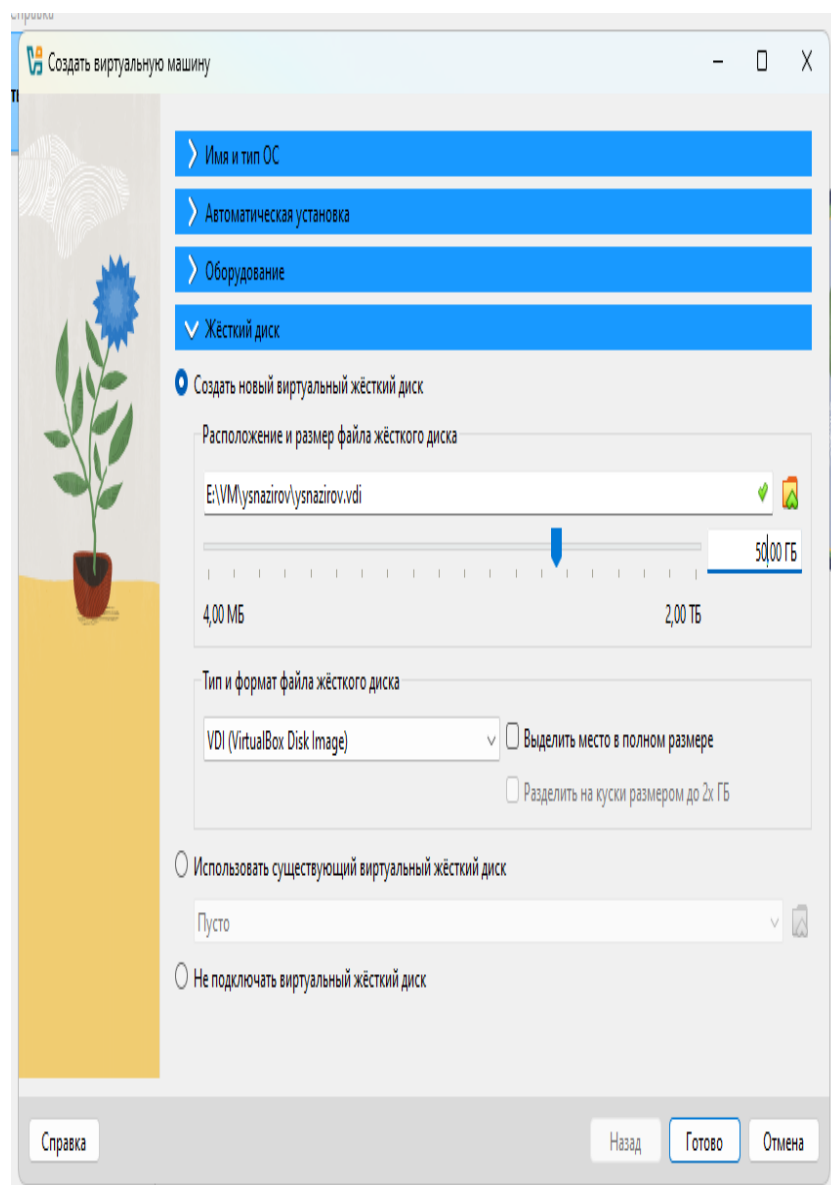 Справка
Создать виртуальную машину
Имя и тип ОС
Автоматическая установка
Оборудование
Жёсткий диск
Создать новый виртуальный жёсткий диск
Расположение и размер файла жёсткого диска
E:\VM\ysnazirov\ysnazirov.vdi
50,00 ГБ
4,00 МБ 2,00 ТБ
Тип и формат файла жёсткого диска
VDI (VirtualBox Disk Image) Выделить место в полном размере
Разделить на куски размером до 2х ГБ
Использовать существующий виртуальный жёсткий диск
Пусто
Не подключать виртуальный жёсткий диск
Справка Назад Готово Отмена